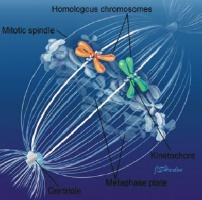 Homologous chromosomes
Mitotic spindle
Kinetochore
Metaphase plate
Centriole